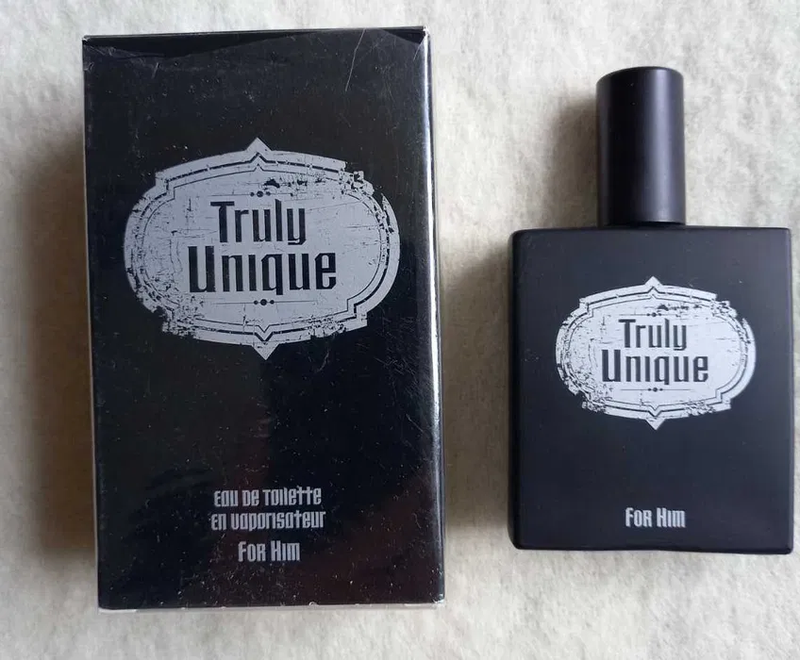 Truly
Unique
Eau de Toilette
en vaporisateur
For Him
Truly
Unique
For Him